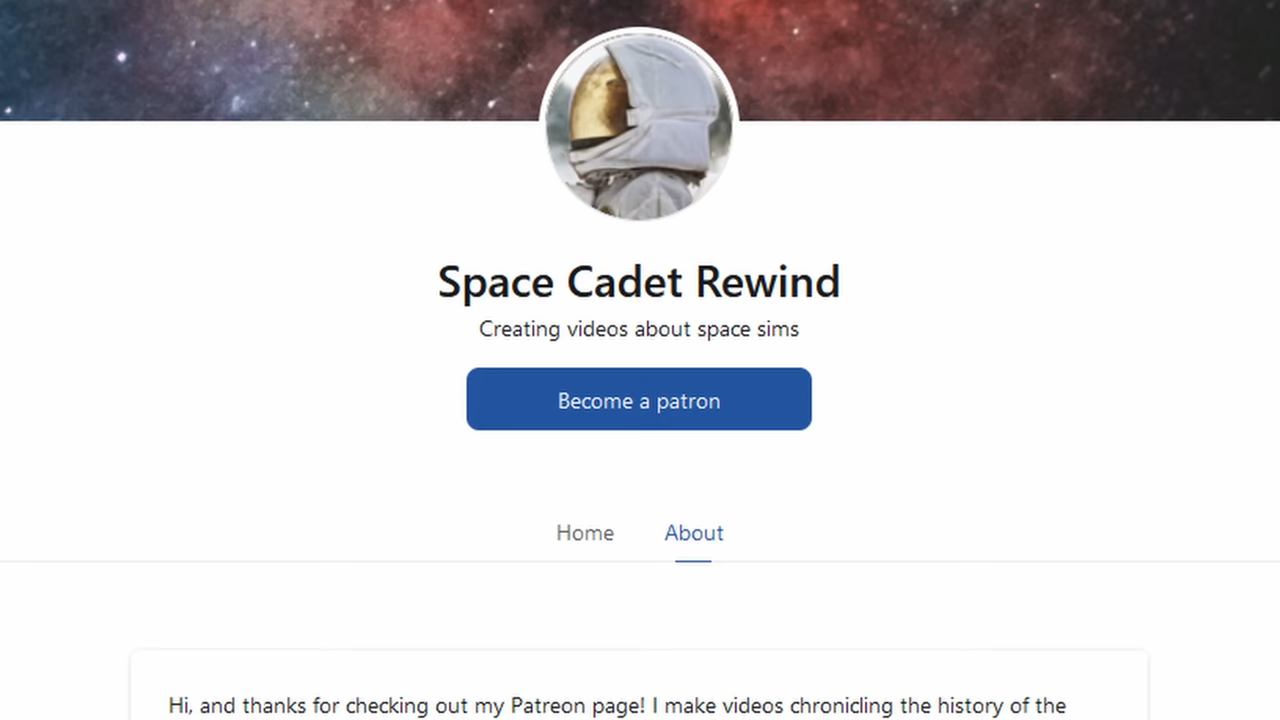 Space Cadet Rewind
Creating videos about space sims
Become a patron
Home About
Hi, and thanks for checking out my Patreon page! I make videos chronicling the history of the